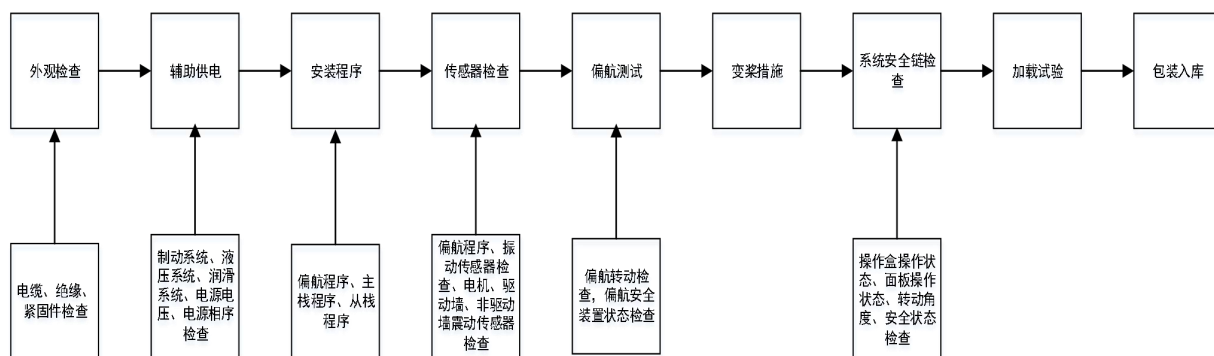 外观检查
辅助供电
安装程序
传感器检查
偏航测试
变桨措施
系统安全链检
查
加载试验
包装入库
电缆、绝缘、
紧固件检查
制动系统、液
压系统、润滑
系统、电源电
压、电源相序
检查
偏航程序、主
栈程序、从栈
程序
偏航程序、振
动传感器检
查、电机、驱
动墙、非驱动
墙震动传感器
检查
偏航转动检
查，偏航安全
装置状态检查
操作盒操作状
态、面板操作
状态、转动角
度、安全状态
检查